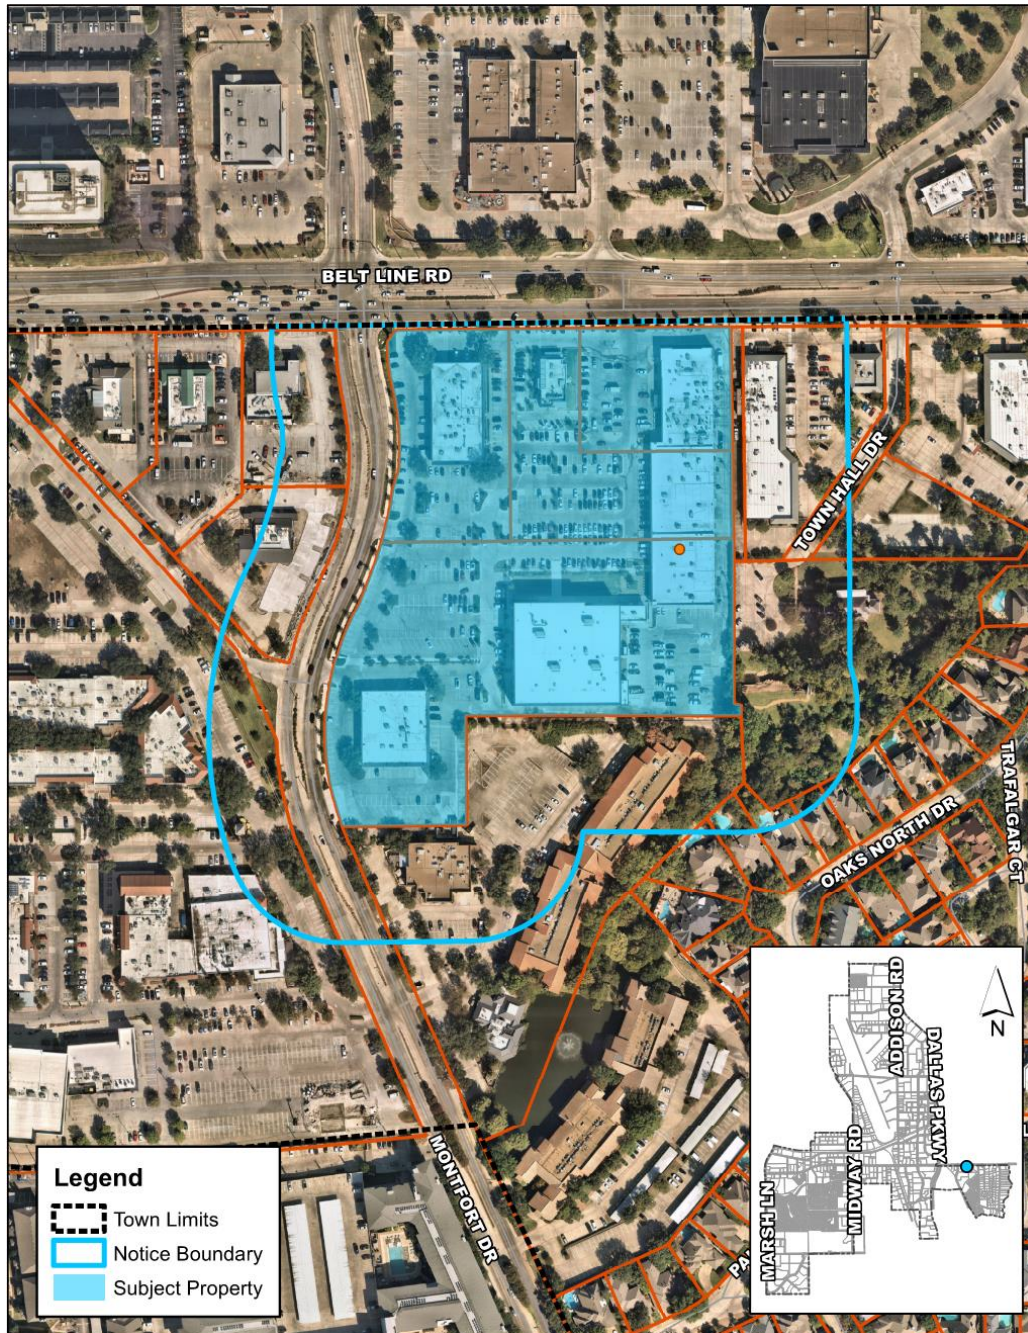 BELT LINE RD
TOWN HALL DR
TRAFALGAR CT
OAKS NORTH DR
MONTFORT DR
PA
Legend
Town Limits
Notice Boundary
Subject Property
ADDISON RD
DALLAS PKWY
MIDWAY RD
MARSH LN
N